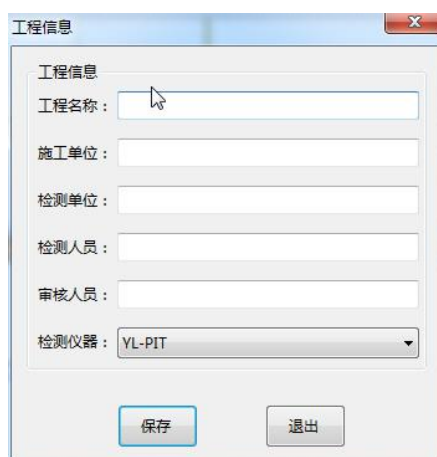 工程信息
工程信息
工程名称：
施工单位：
检测单位：
检测人员：
审核人员：
检测仪器： YL-PIT
保存 退出